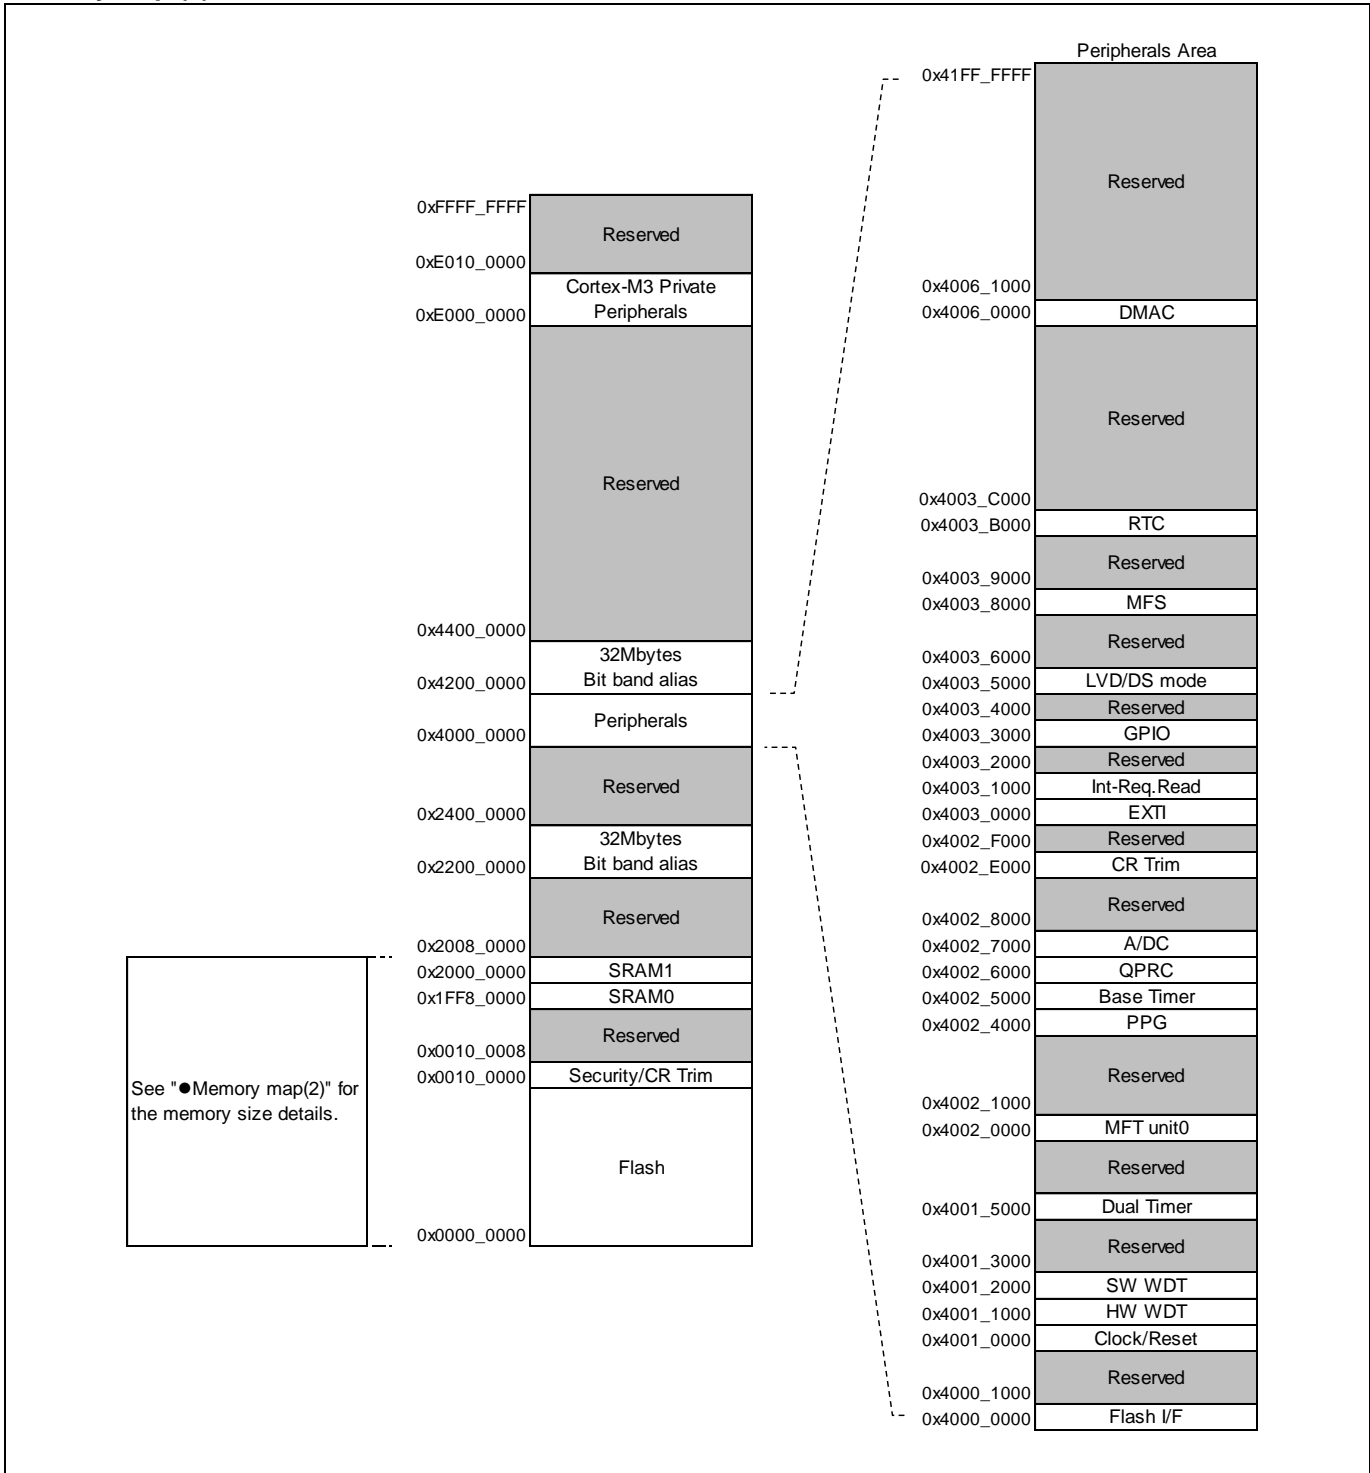 Peripherals Area
0x41FF_FFFF
Reserved
0x4006_1000
0x4006_0000 DMAC
Reserved
0x4003_C000
0x4003_B000 RTC
Reserved
0x4003_9000
0x4003_8000 MFS
Reserved
0x4003_6000
0x4003_5000 LVD/DS mode
0x4003_4000 Reserved
0x4003_3000 GPIO
0x4003_2000 Reserved
0x4003_1000 Int-Req.Read
0x4003_0000 EXTI
0x4002_F000 Reserved
0x4002_E000 CR Trim
Reserved
0x4002_8000
0x4002_7000 A/DC
0x4002_6000 QPRC
0x4002_5000 Base Timer
0x4002_4000 PPG
Reserved
0x4002_1000
0x4002_0000 MFT unit0
Reserved
0x4001_5000 Dual Timer
Reserved
0x4001_3000
0x4001_2000 SW WDT
0x4001_1000 HW WDT
0x4001_0000 Clock/Reset
Reserved
0x4000_1000
0x4000_0000 Flash I/F
0xFFFF_FFFF
Reserved
0xE010_0000
Cortex-M3 Private
0xE000_0000 Peripherals
Reserved
0x4400_0000
32Mbytes
0x4200_0000 Bit band alias
Peripherals
0x4000_0000
Reserved
0x2400_0000
32Mbytes
0x2200_0000 Bit band alias
Reserved
0x2008_0000
0x2000_0000 SRAM1
0x1FF8_0000 SRAM0
Reserved
0x0010_0008
0x0010_0000 Security/CR Trim
Flash
0x0000_0000
See "●Memory map(2)" for
the memory size details.